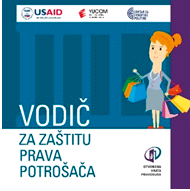 USAID
YUCOM
VODIČ
ZA ZAŠTITU
PRAVA
POTROŠAČA
OTVORENA
VRATA
PRAVOSUĐA